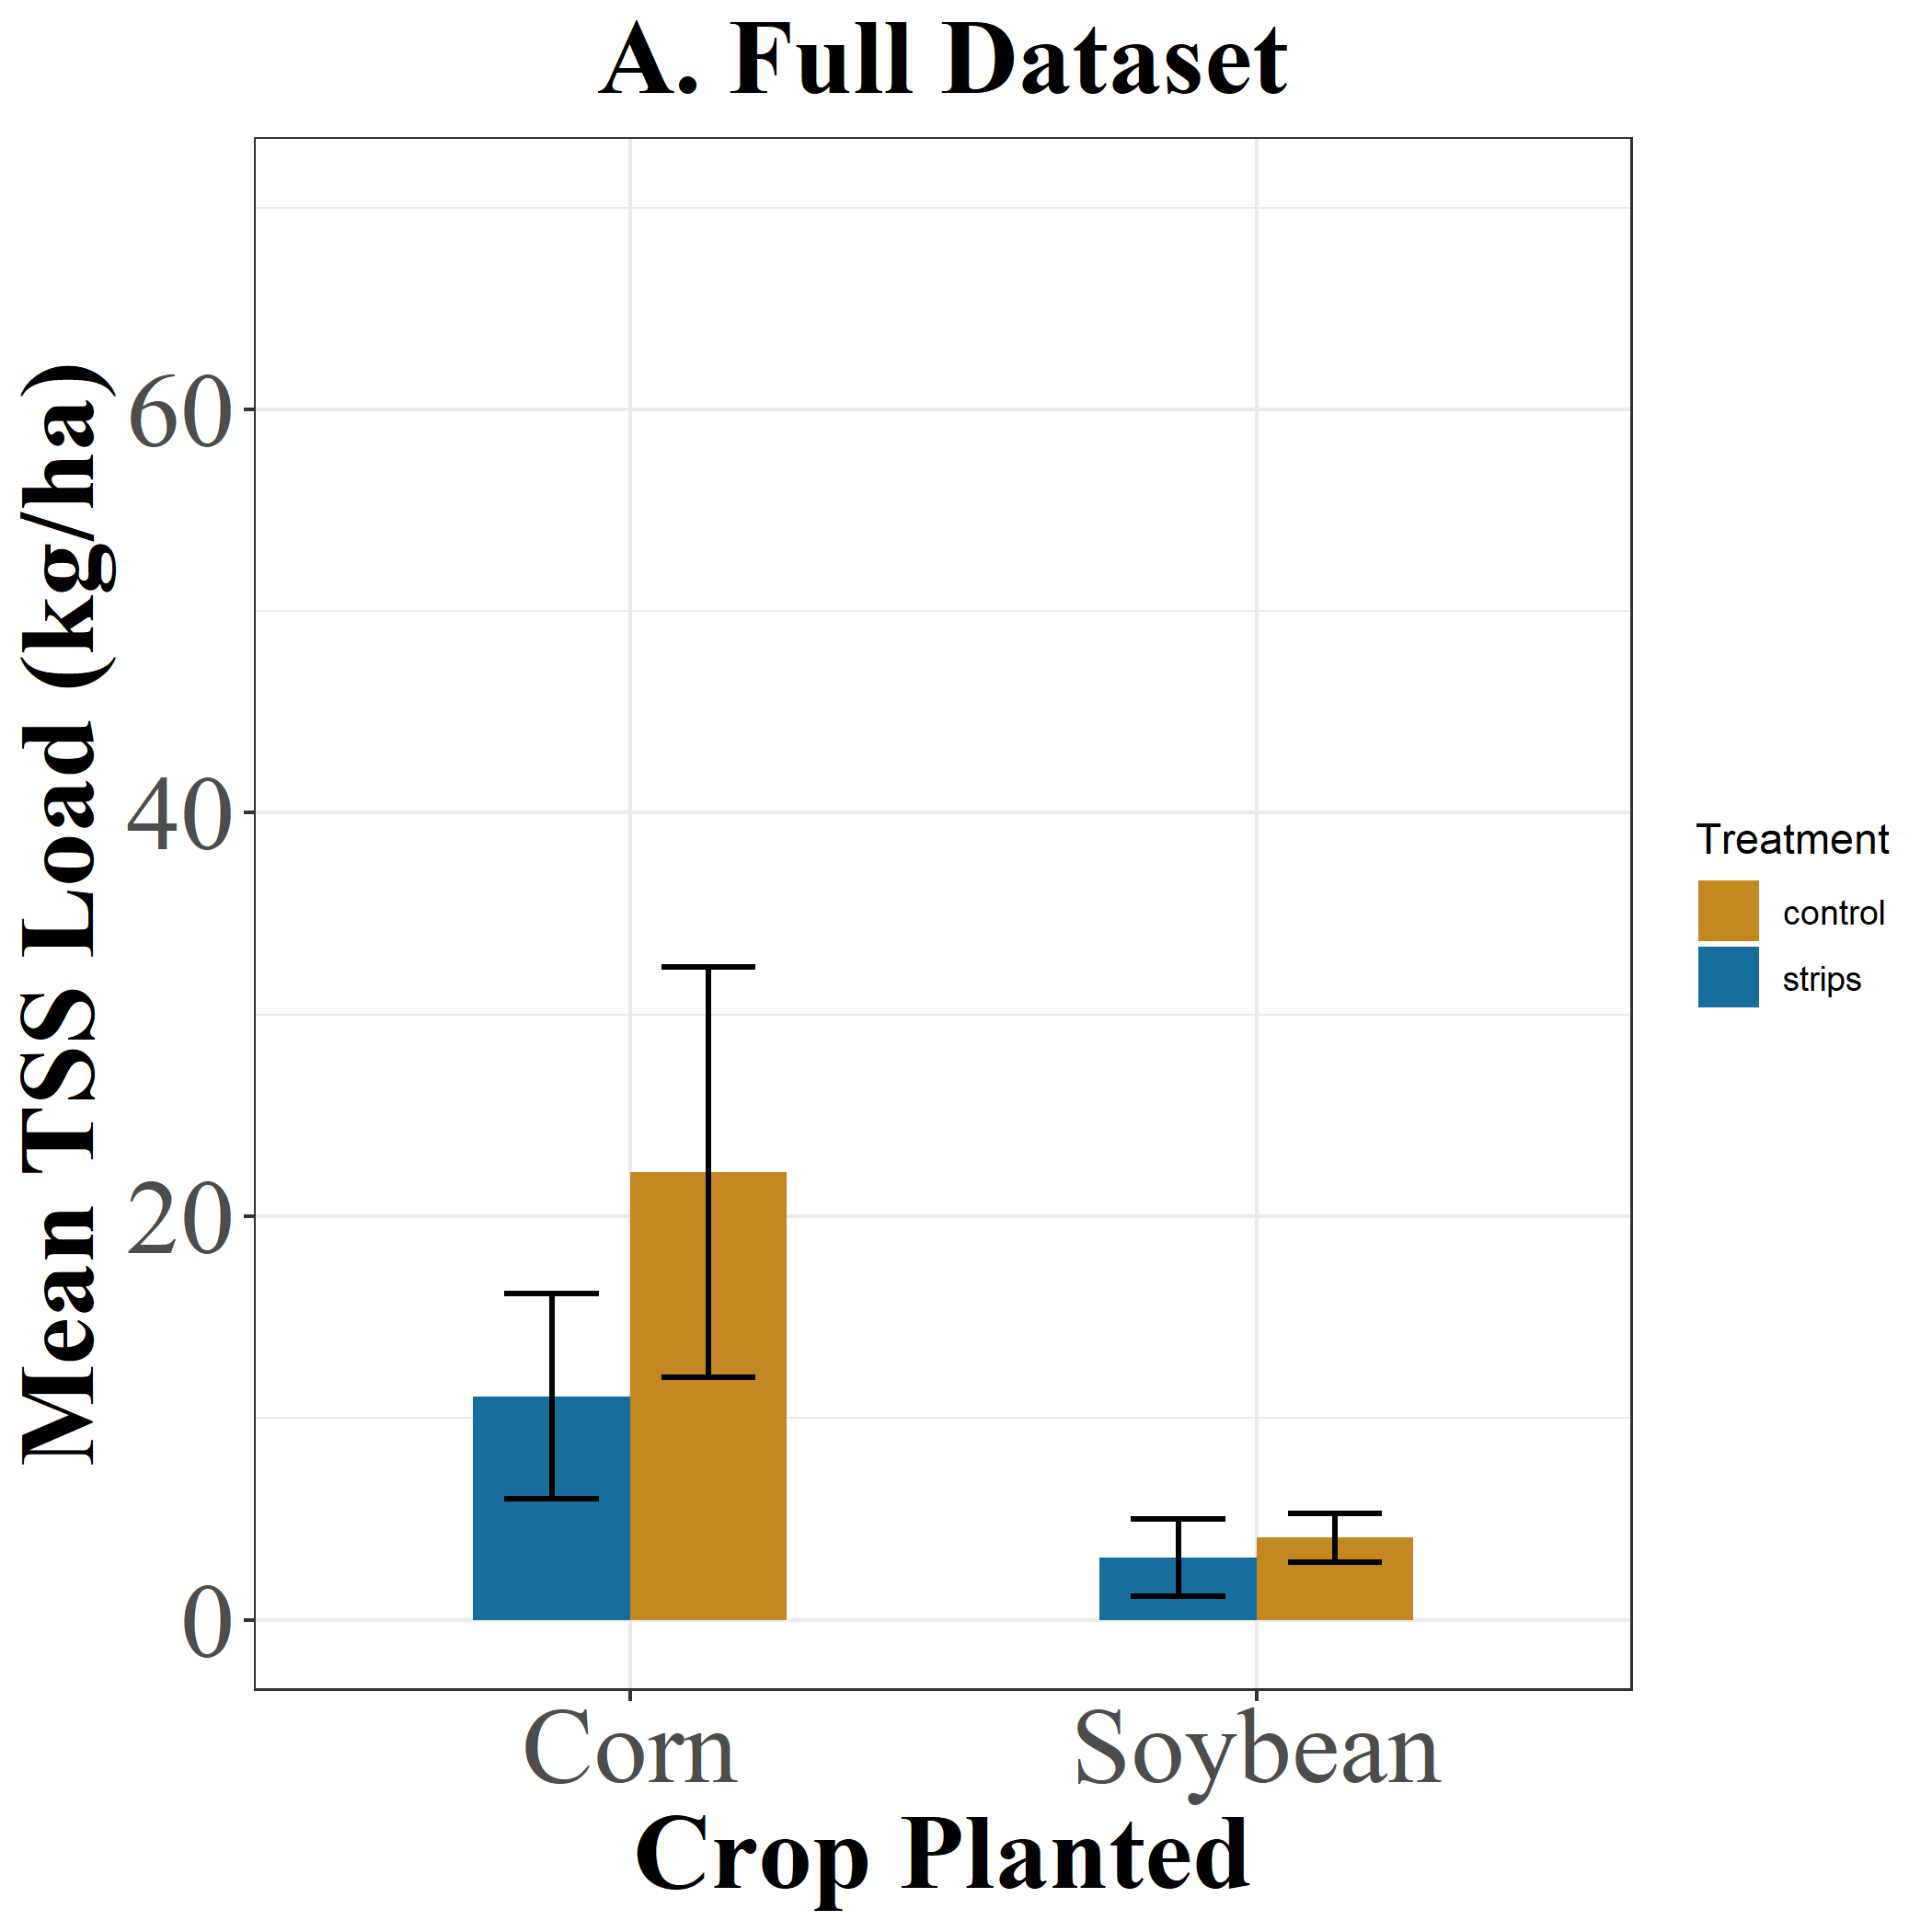 A. Full Dataset
Mean TSS Load (kg/ha)
60
40
20
0
Corn
Soybean
Crop Planted
Treatment
control
strips